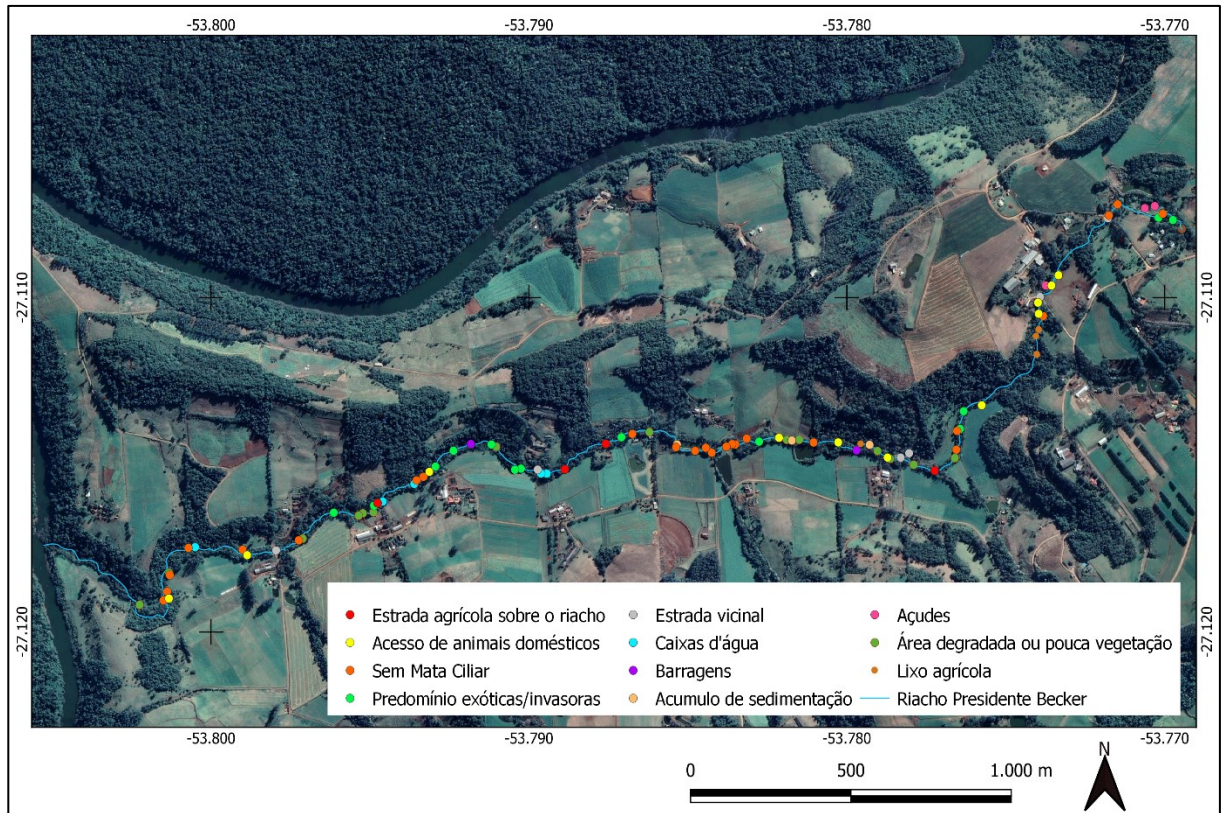 -53.800 -53.790 -53.780 -53.770
-27.110 -27.110
-27.120 -27.120
Estrada agrícola sobre o riacho
Acesso de animais domésticos
Sem Mata Ciliar
Predomínio exóticas/invasoras
Estrada vicinal
Caixas d'água
Barragens
Acumulo de sedimentação
Açudes
Área degradada ou pouca vegetação
Lixo agrícola
Riacho Presidente Becker
-53.800 -53.790 -53.780 -53.770
0 500 1.000 m
N